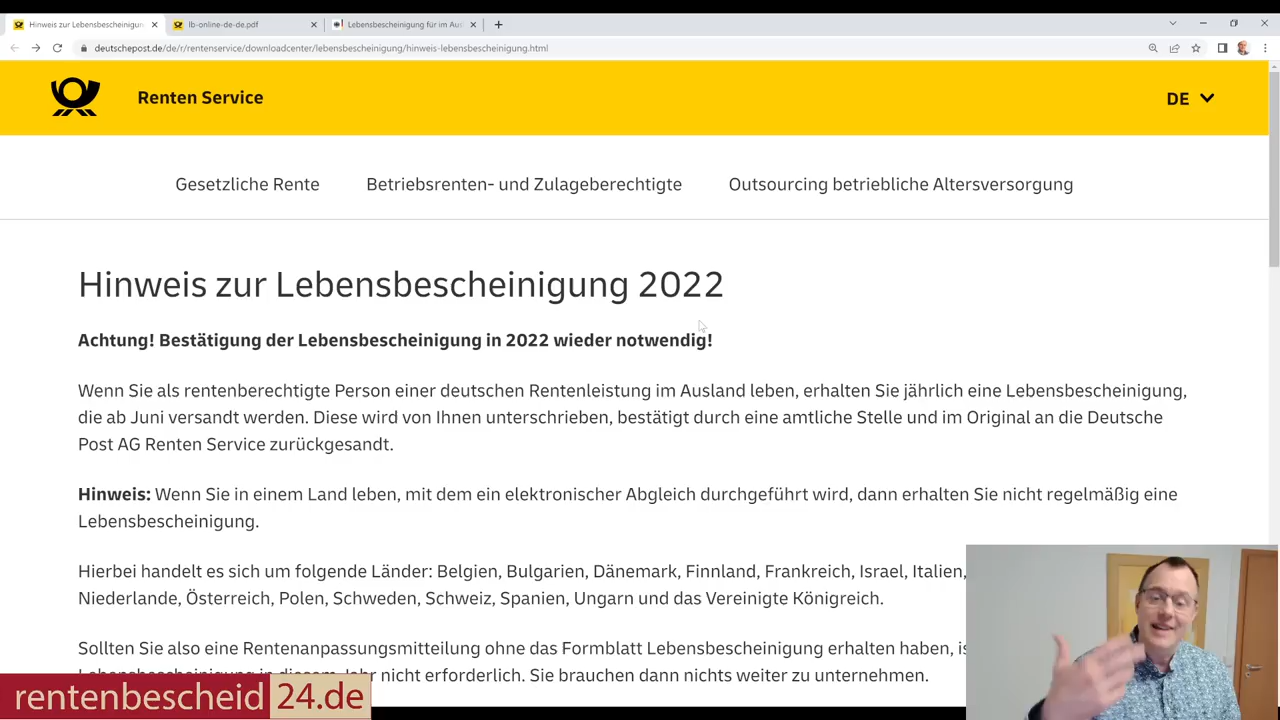 Hinweis zur Lebensbescheinigun
lb-online-de-de.pdf
Lebensbescheinigung für im Aus
deutschepost.de/de/r/rentenservice/downloadcenter/lebensbescheinigung/hinweis-lebensbescheinigung.html
Renten Service
DE
Gesetzliche Rente
Betriebsrenten- und Zulageberechtigte
Outsourcing betriebliche Altersversorgung
Hinweis zur Lebensbescheinigung 2022
Achtung! Bestätigung der Lebensbescheinigung in 2022 wieder notwendig!
Wenn Sie als rentenberechtigte Person einer deutschen Rentenleistung im Ausland leben, erhalten Sie jährlich eine Lebensbescheinigung,
die ab Juni versandt werden. Diese wird von Ihnen unterschrieben, bestätigt durch eine amtliche Stelle und im Original an die Deutsche
Post AG Renten Service zurückgesandt.
Hinweis: Wenn Sie in einem Land leben, mit dem ein elektronischer Abgleich durchgeführt wird, dann erhalten Sie nicht regelmäßig eine
Lebensbescheinigung.
Hierbei handelt es sich um folgende Länder: Belgien, Bulgarien, Dänemark, Finnland, Frankreich, Israel, Italien,
Niederlande, Österreich, Polen, Schweden, Schweiz, Spanien, Ungarn und das Vereinigte Königreich.
Sollten Sie also eine Rentenanpassungsmitteilung ohne das Formblatt Lebensbescheinigung erhalten haben, is
Lebensbescheinigung in diesem Jahr nicht erforderlich. Sie brauchen dann nichts weiter zu unternehmen.
rentenbescheid 24.de